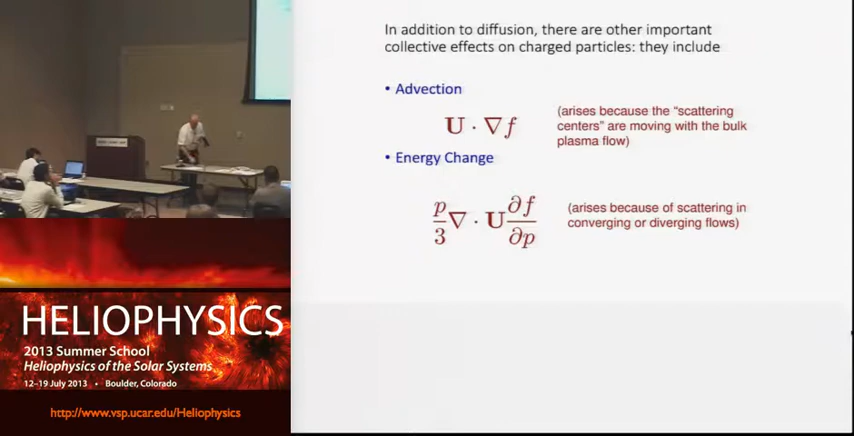 In addition to diffusion, there are other important
collective effects on charged particles: they include
• Advection
U · ∇f
(arises because the “scattering
centers” are moving with the bulk
plasma flow)
• Energy Change
p/3 ∇ · U ∂f/∂p
(arises because of scattering in
converging or diverging flows)
HELIOPHYSICS
2013 Summer School
Heliophysics of the Solar Systems
12–19 July 2013 • Boulder, Colorado
http://www.vsp.ucar.edu/Heliophysics